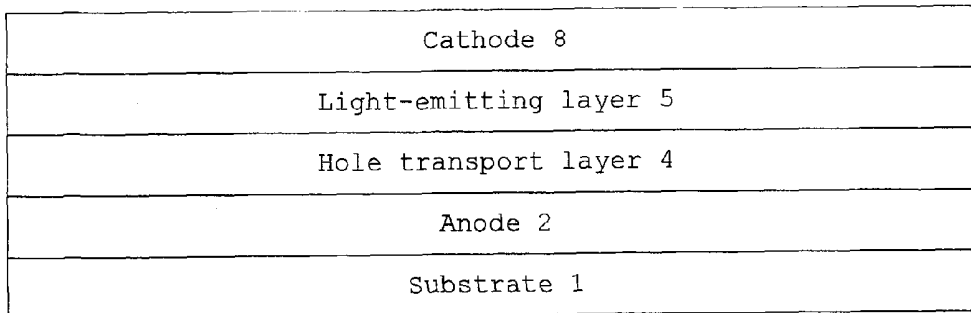 Cathode 8
Light-emitting layer 5
Hole transport layer 4
Anode 2
Substrate 1